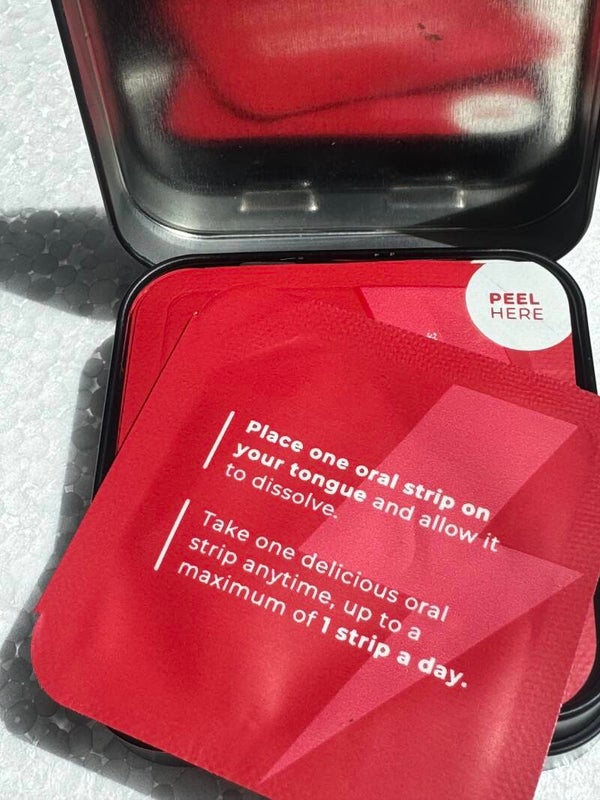 PEEL
HERE
Place one oral strip on
your tongue and allow it
to dissolve.
Take one delicious oral
strip anytime, up to a
maximum of 1 strip a day.